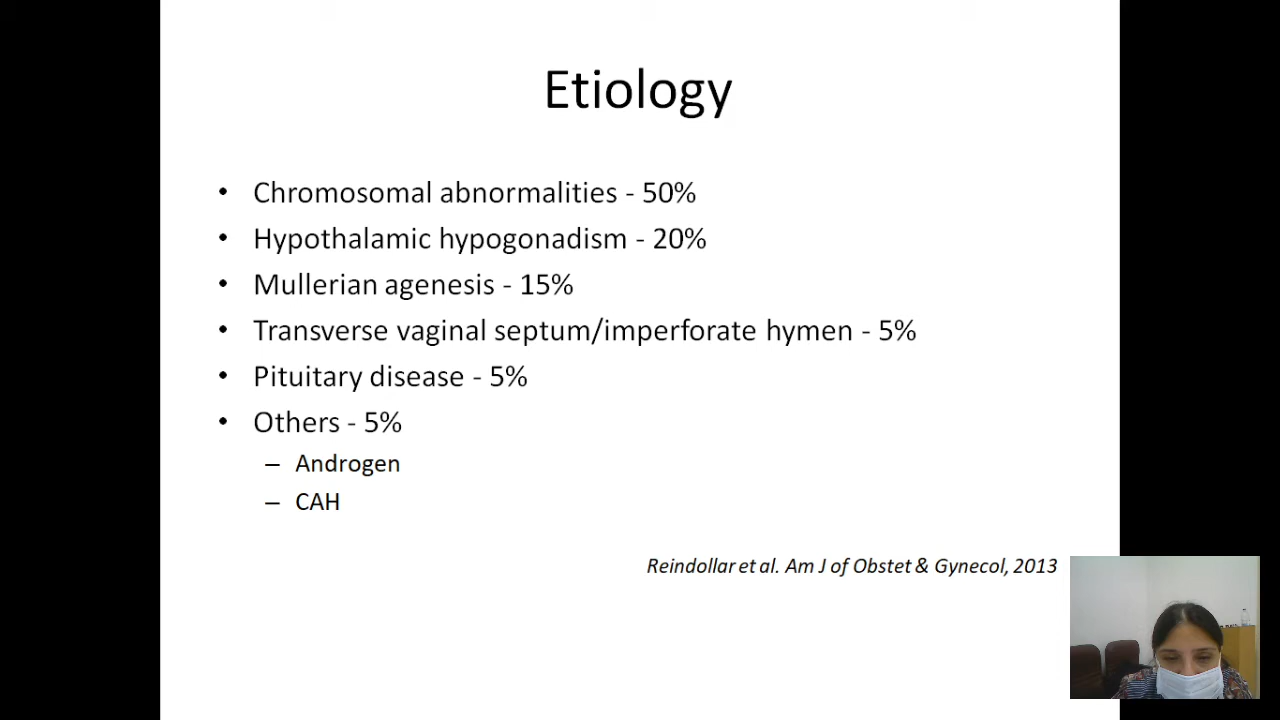 Etiology
• Chromosomal abnormalities - 50%
• Hypothalamic hypogonadism - 20%
• Mullerian agenesis - 15%
• Transverse vaginal septum/imperforate hymen - 5%
• Pituitary disease - 5%
• Others - 5%
– Androgen
– CAH
Reindollar et al. Am J of Obstet & Gynecol, 2013